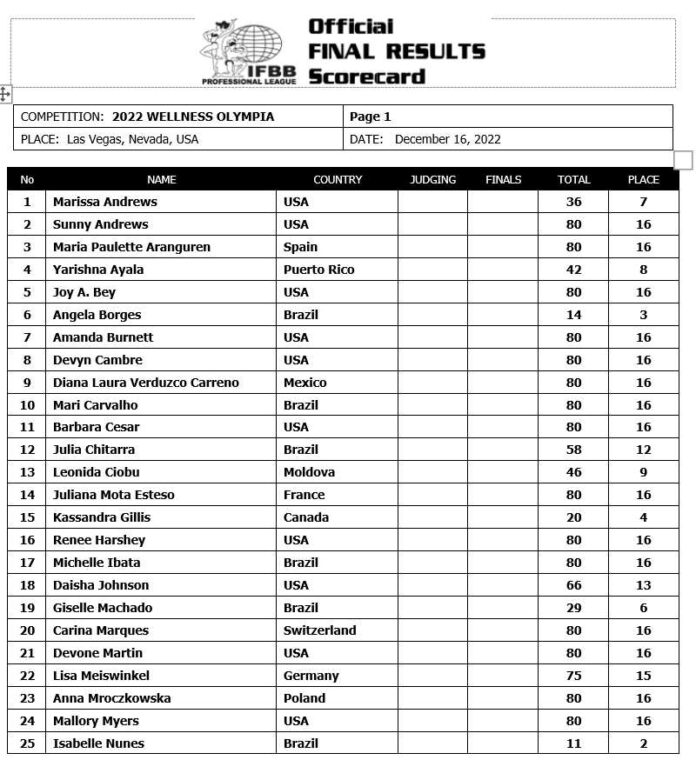 Official
FINAL RESULTS
Scorecard
IFBB
PROFESSIONAL LEAGUE
COMPETITION: 2022 WELLNESS OLYMPIA Page 1
PLACE: Las Vegas, Nevada, USA DATE: December 16, 2022
No NAME COUNTRY JUDGING FINALS TOTAL PLACE
1 Marissa Andrews USA 36 7
2 Sunny Andrews USA 80 16
3 Maria Paulette Aranguren Spain 80 16
4 Yarishna Ayala Puerto Rico 42 8
5 Joy A. Bey USA 80 16
6 Angela Borges Brazil 14 3
7 Amanda Burnett USA 80 16
8 Devyn Cambre USA 80 16
9 Diana Laura Verduzco Carreno Mexico 80 16
10 Mari Carvalho Brazil 80 16
11 Barbara Cesar USA 80 16
12 Julia Chitarra Brazil 58 12
13 Leonida Ciobu Moldova 46 9
14 Juliana Mota Esteso France 80 16
15 Kassandra Gillis Canada 20 4
16 Renee Harshey USA 80 16
17 Michelle Ibata Brazil 80 16
18 Daisha Johnson USA 66 13
19 Giselle Machado Brazil 29 6
20 Carina Marques Switzerland 80 16
21 Devone Martin USA 80 16
22 Lisa Meiswinkel Germany 75 15
23 Anna Mroczkowska Poland 80 16
24 Mallory Myers USA 80 16
25 Isabelle Nunes Brazil 11 2